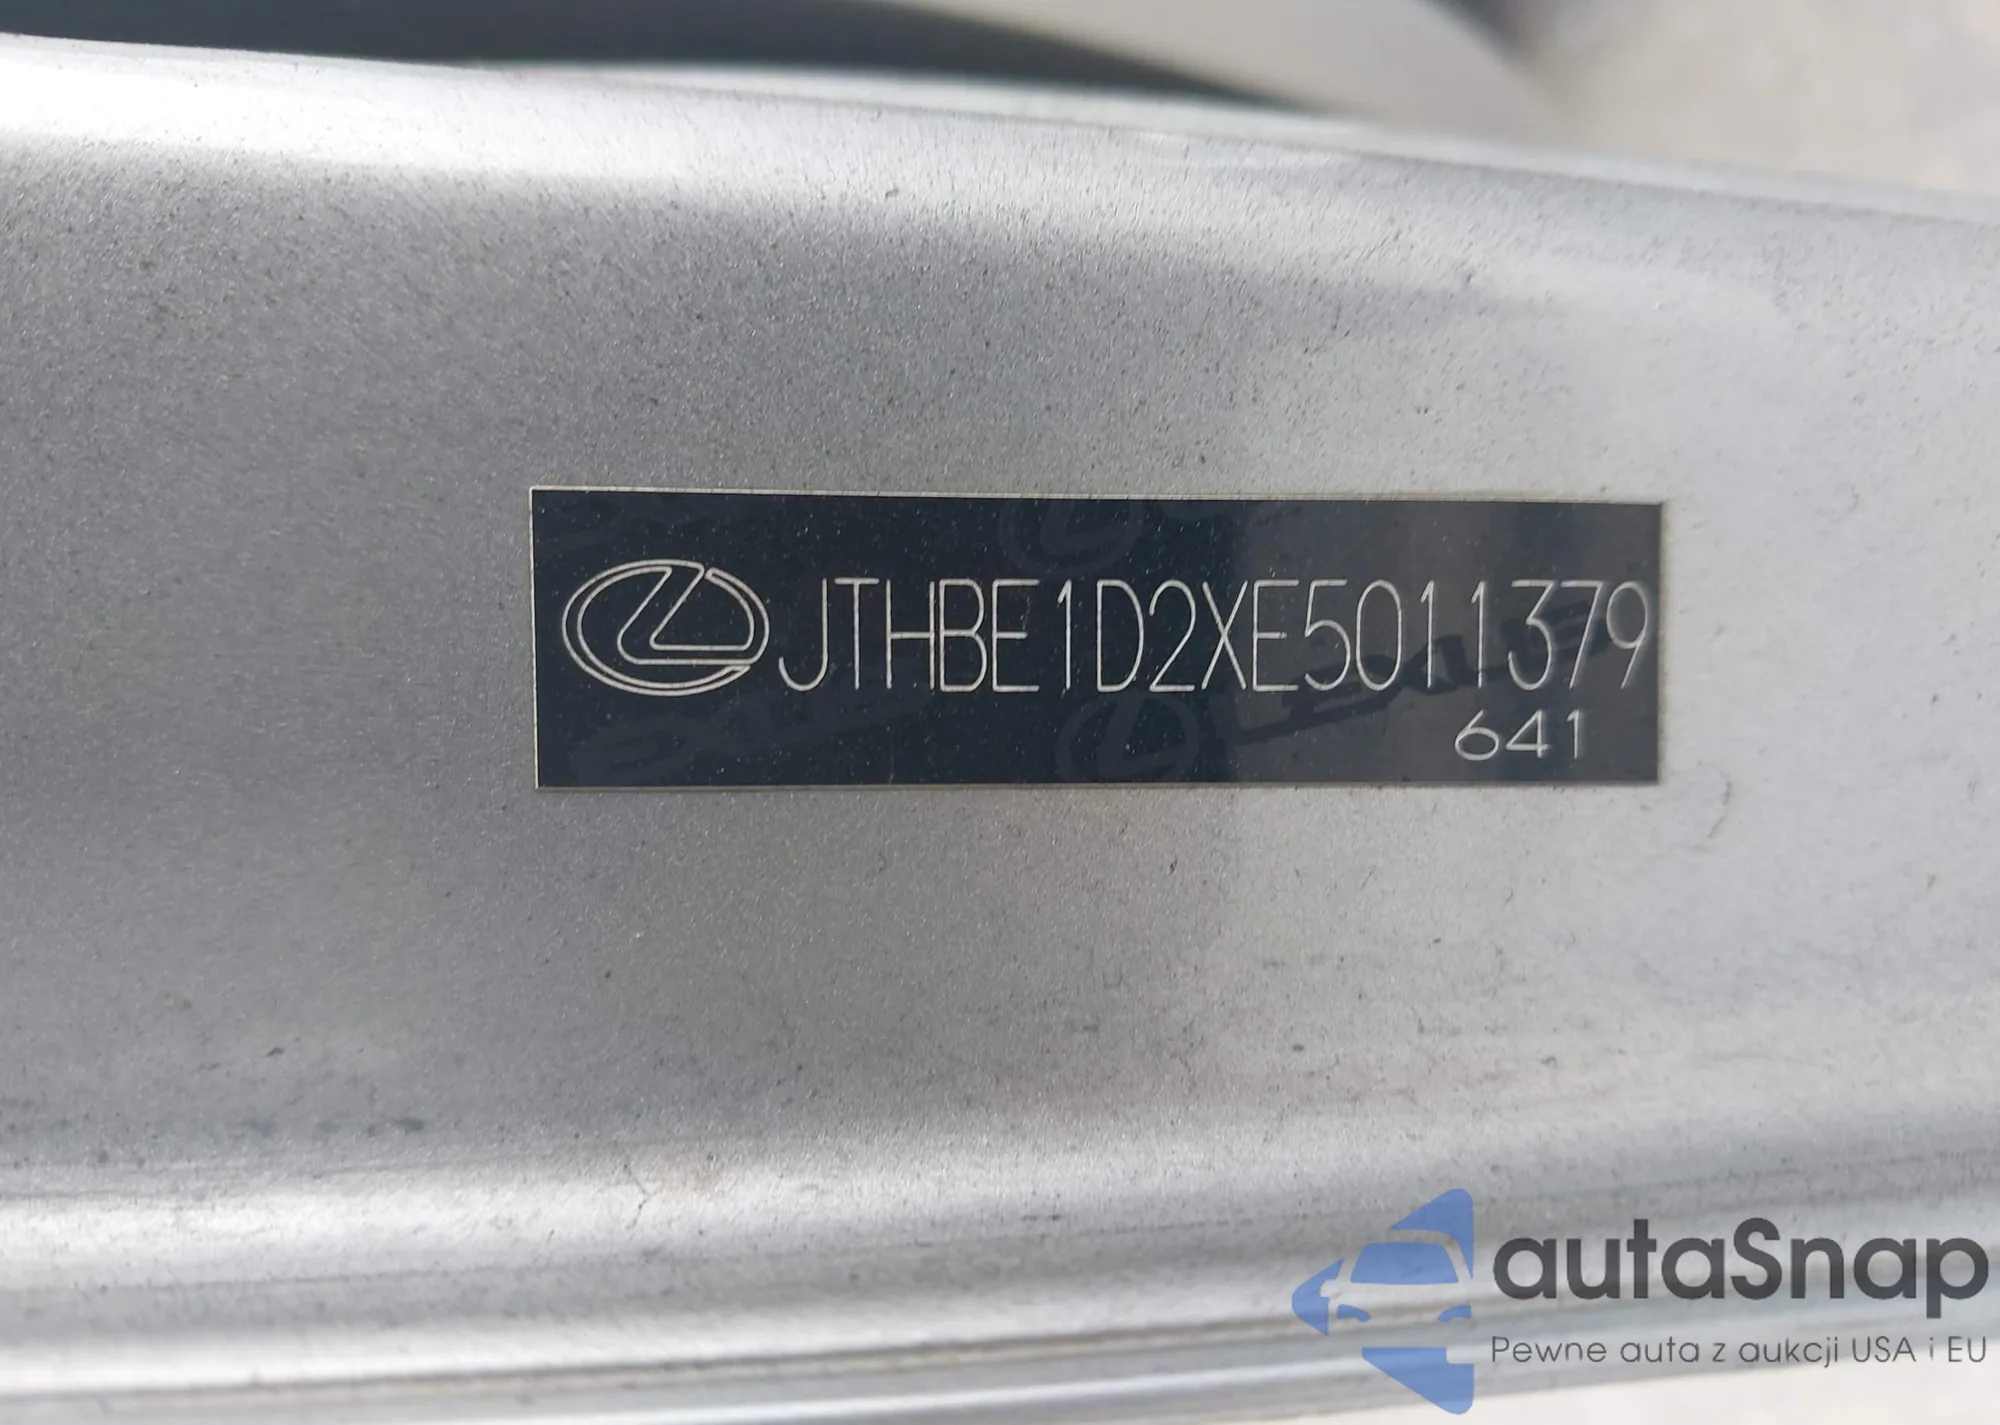 JTHBE1D2XE5011379
641
autaSnap
Pewne auta z aukcji USA i EU